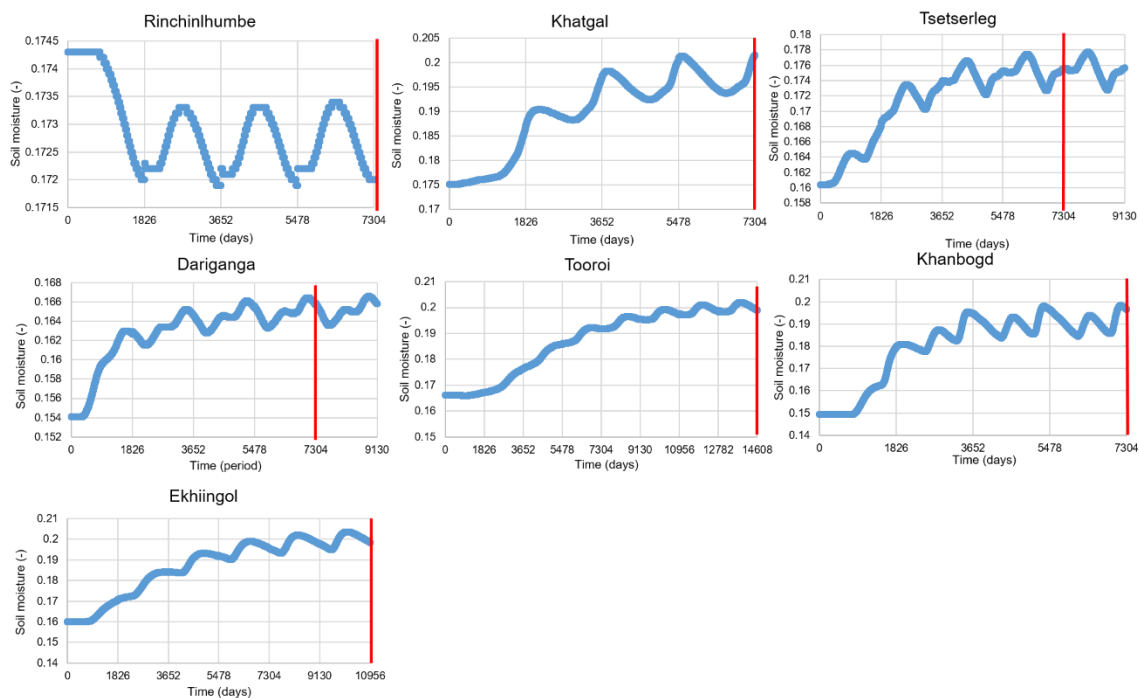 Rinchinlhumbe
Soil moisture (-)
0.1745
0.174
0.1735
0.173
0.1725
0.172
0.1715
0 1826 3652 5478 7304
Time (days)
Khatgal
Soil moisture (-)
0.205
0.2
0.195
0.19
0.185
0.18
0.175
0.17
0 1826 3652 5478 7304
Time (days)
Tsetserleg
Soil moisture (-)
0.18
0.178
0.176
0.174
0.172
0.17
0.168
0.166
0.164
0.162
0.16
0.158
0 1826 3652 5478 7304 9130
Time (days)
Dariganga
Soil moisture (-)
0.168
0.166
0.164
0.162
0.16
0.158
0.156
0.154
0.152
0 1826 3652 5478 7304 9130
Time (period)
Tooroi
Soil moisture (-)
0.21
0.2
0.19
0.18
0.17
0.16
0.15
0 1826 3652 5478 7304 9130 10956 12782 14608
Time (days)
Khanbogd
Soil moisture (-)
0.21
0.2
0.19
0.18
0.17
0.16
0.15
0.14
0 1826 3652 5478 7304
Time (days)
Ekhiingol
Soil moisture (-)
0.21
0.2
0.19
0.18
0.17
0.16
0.15
0.14
0 1826 3652 5478 7304 9130 10956
Time (days)